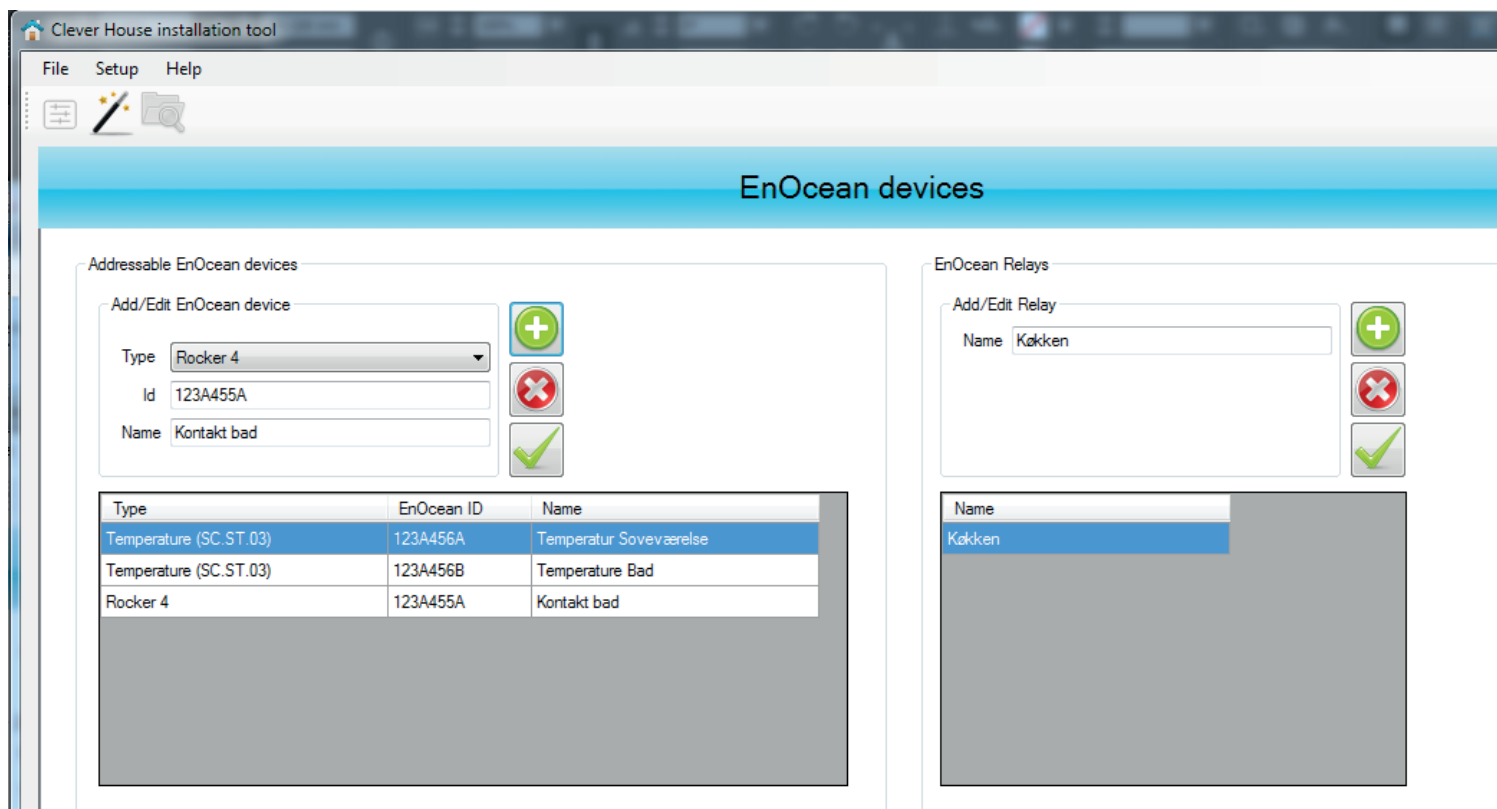 Clever House installation tool
File Setup Help
EnOcean devices
Addressable EnOcean devices
Add/Edit EnOcean device
Type Rocker 4
Id 123A455A
Name Kontakt bad
Type EnOcean ID Name
Temperature (SC.ST.03) 123A456A Temperatur Soveværelse
Temperature (SC.ST.03) 123A456B Temperature Bad
Rocker 4 123A455A Kontakt bad
EnOcean Relays
Add/Edit Relay
Name Køkken
Name
Køkken